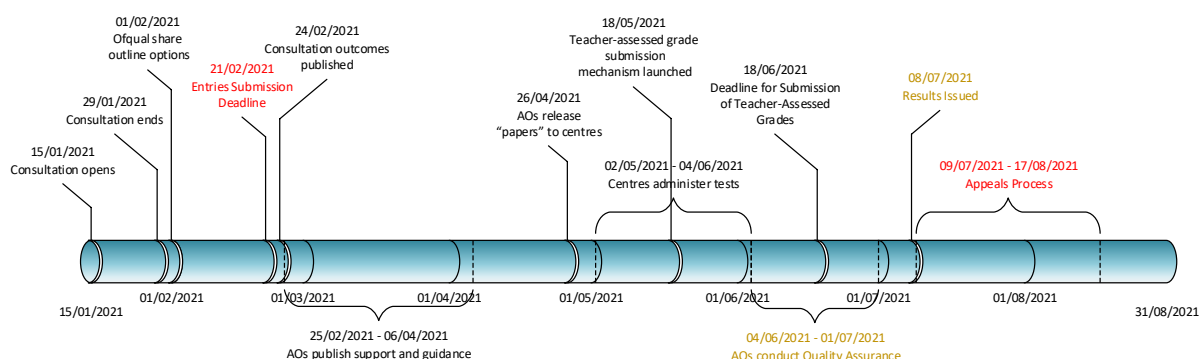 01/02/2021
Ofqual share
outline options
24/02/2021
Consultation outcomes
published
18/05/2021
Teacher-assessed grade
submission
mechanism launched
21/02/2021
Entries Submission
Deadline
18/06/2021
Deadline for Submission
of Teacher-Assessed
Grades
08/07/2021
Results Issued
29/01/2021
Consultation ends
26/04/2021
AOs release
“papers” to centres
15/01/2021
Consultation opens
02/05/2021 - 04/06/2021
Centres administer tests
09/07/2021 - 17/08/2021
Appeals Process
15/01/2021
01/02/2021
01/03/2021
01/04/2021
01/05/2021
01/06/2021
01/07/2021
01/08/2021
31/08/2021
25/02/2021 - 06/04/2021
AOs publish support and guidance
04/06/2021 - 01/07/2021
AOs conduct Quality Assurance